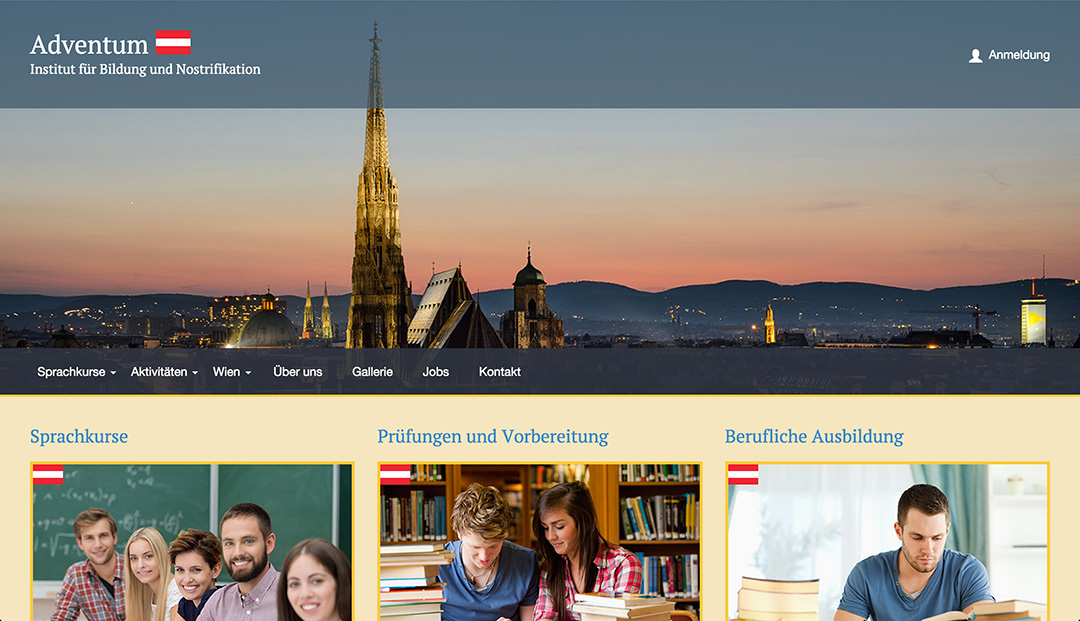 Adventum
Institut für Bildung und Nostrifikation
Anmeldung
Sprachkurse Aktivitäten Wien Über uns Gallerie Jobs Kontakt
Sprachkurse
Prüfungen und Vorbereitung
Berufliche Ausbildung